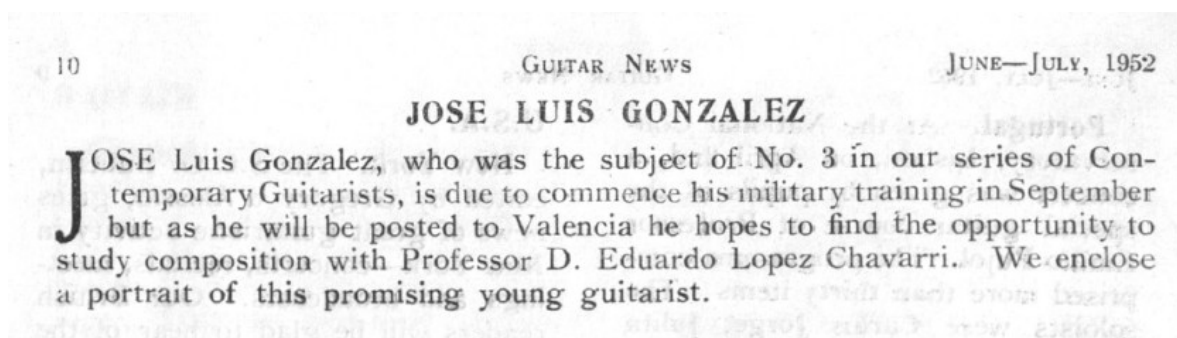 10 GUITAR NEWS JUNE—JULY, 1952
JOSE LUIS GONZALEZ
JOSE Luis Gonzalez, who was the subject of No. 3 in our series of Con-
temporary Guitarists, is due to commence his military training in September
but as he will be posted to Valencia he hopes to find the opportunity to
study composition with Professor D. Eduardo Lopez Chavarri. We enclose
a portrait of this promising young guitarist.